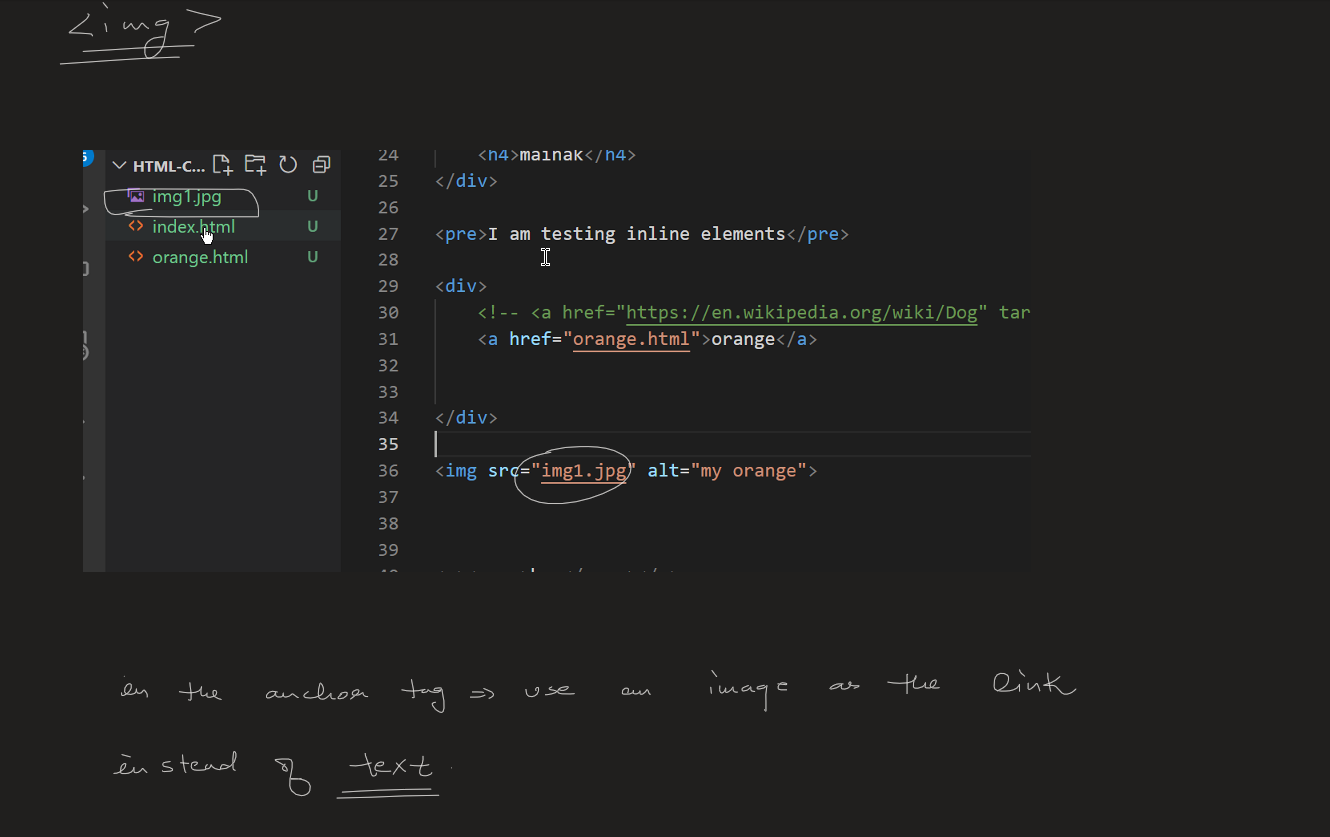 <img>
HTML-C...
img1.jpg U
index.html U
orange.html U
24 <h4>mainak</h4>
25 </div>
26
27 <pre>I am testing inline elements</pre>
28
29 <div>
30 <!-- <a href="https://en.wikipedia.org/wiki/Dog" tar
31 <a href="orange.html">orange</a>
32
33
34 </div>
35
36 <img src="img1.jpg" alt="my orange">
37
38
39
in the anchor tag => use an image as the link
instead of text.